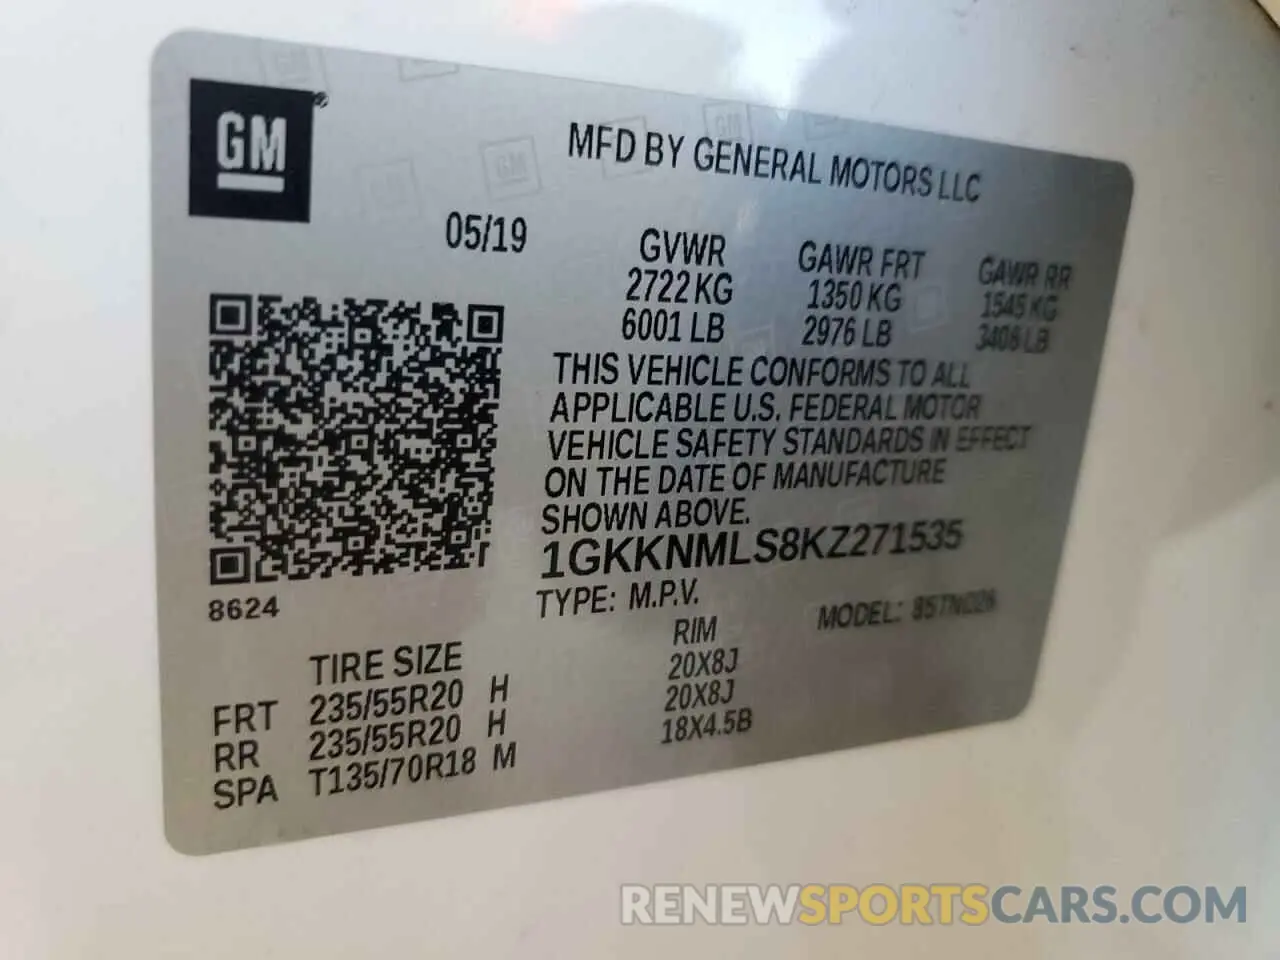 GM
MFD BY GENERAL MOTORS LLC
05/19
GVWR GAWR FRT GAWR RR
2722 KG 1350 KG 1545 KG
6001 LB 2976 LB 3406 LB
THIS VEHICLE CONFORMS TO ALL
APPLICABLE U.S. FEDERAL MOTOR
VEHICLE SAFETY STANDARDS IN EFFECT
ON THE DATE OF MANUFACTURE
SHOWN ABOVE.
1GKKNMLS8KZ271535
8624
TYPE: M.P.V. MODEL:
TIRE SIZE RIM
FRT 235/55R20 H 20X8J
RR 235/55R20 H 20X8J
SPA T135/70R18 M 18X4.5B
RENEWSPORTSCARS.COM